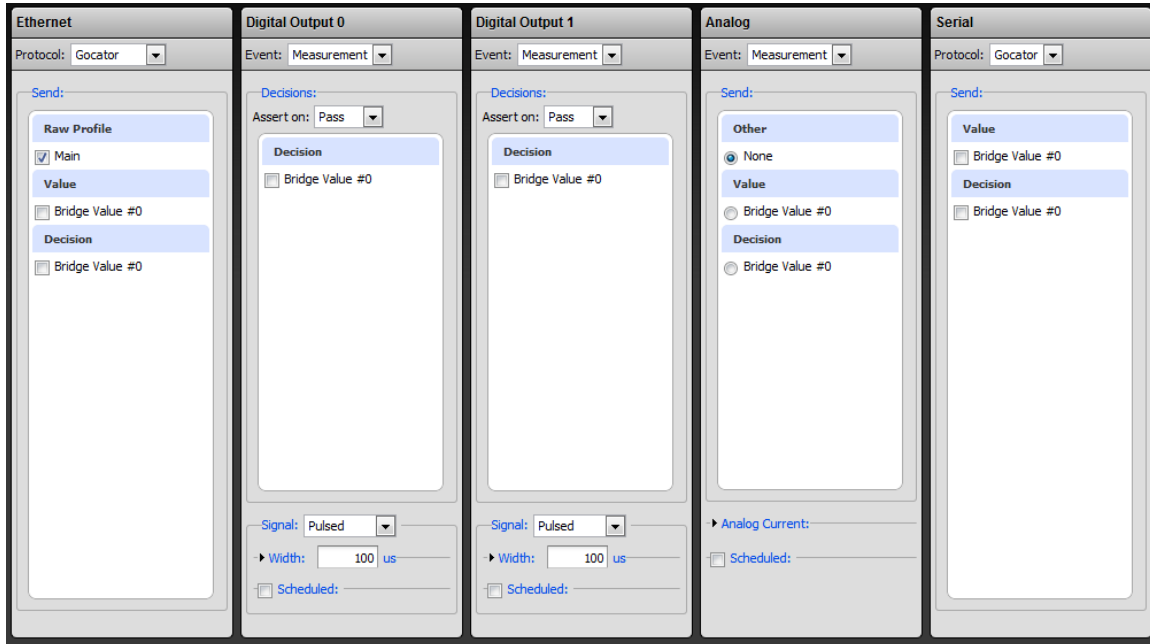 Ethernet
Protocol: Gocator
Send:
Raw Profile
Main
Value
Bridge Value #0
Decision
Bridge Value #0
Digital Output 0
Event: Measurement
Decisions:
Assert on: Pass
Decision
Bridge Value #0
Signal: Pulsed
Width: 100 us
Scheduled:
Digital Output 1
Event: Measurement
Decisions:
Assert on: Pass
Decision
Bridge Value #0
Signal: Pulsed
Width: 100 us
Scheduled:
Analog
Event: Measurement
Send:
Other
None
Value
Bridge Value #0
Decision
Bridge Value #0
Analog Current:
Scheduled:
Serial
Protocol: Gocator
Send:
Value
Bridge Value #0
Decision
Bridge Value #0